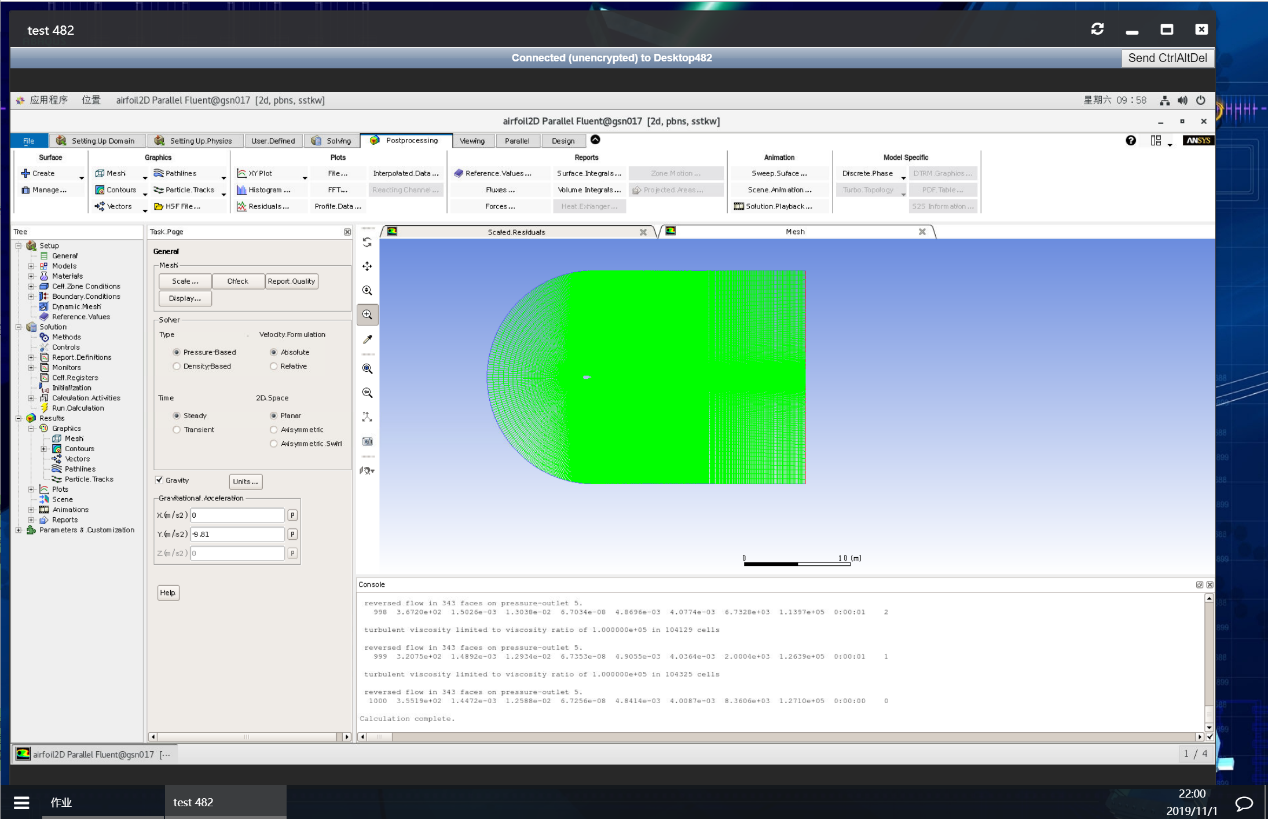 test 482
Connected (unencrypted) to Desktop482
Send CtrlAltDel
应用程序 位置 airfoil2D Parallel Fluent@gsn017 [2d, pbns, sstkw]
星期六 09:58
airfoil2D Parallel Fluent@gsn017 [2d, pbns, sstkw]
File Setting Up Domain Setting Up Physics User Defined Solving Postprocessing Viewing Parallel Design ANSYS
Surface Graphics Plots Reports Animation Model Specific
Create Mesh Pathlines XY Plot File... Interpolated Data... Reference Values... Surface Integrals... Zone Motion... Sweep Surface... Discrete Phase DTRM Graphics...
Manage... Contours Particle Tracks Histogram... FFT... Reacting Channel... Fluxes... Volume Integrals... Projected Areas... Scene Animation... Turbo Topology PDF Table...
Vectors HSF File... Residuals... Profile Data... Forces... Heat Exhanger... Solution Playback... S2S Information...
Tree
Setup
General
Models
Materials
Cell Zone Conditions
Boundary Conditions
Dynamic Mesh
Reference Values
Solution
Methods
Controls
Report Definitions
Monitors
Cell Registers
Initialization
Calculation Activities
Run Calculation
Results
Graphics
Mesh
Contours
Vectors
Pathlines
Particle Tracks
Plots
Scene
Animations
Reports
Parameters & Customization
Task Page
General
Mesh
Scale... Check Report Quality
Display...
Solver
Type Velocity Formulation
Pressure-Based Absolute
Density-Based Relative
Time 2D Space
Steady Planar
Transient Axisymmetric
Axisymmetric Swirl
Gravity Units...
Gravitational Acceleration
X (m/s2) 0 P
Y (m/s2) -9.81 P
Z (m/s2) 0 P
Help
Scaled Residuals Mesh
0 10 (m)
Console
reversed flow in 343 faces on pressure-outlet 5.
998 3.6720e+02 1.5026e-03 1.3038e-02 6.7034e-08 4.8696e-03 4.0774e-03 6.7328e+03 1.1397e+05 0:00:01 2
turbulent viscosity limited to viscosity ratio of 1.000000e+05 in 104129 cells
reversed flow in 343 faces on pressure-outlet 5.
999 3.2075e+02 1.4892e-03 1.2934e-02 6.7353e-08 4.9055e-03 4.0364e-03 2.0004e+03 1.2639e+05 0:00:01 1
turbulent viscosity limited to viscosity ratio of 1.000000e+05 in 104325 cells
reversed flow in 343 faces on pressure-outlet 5.
1000 3.5519e+02 1.4472e-03 1.2588e-02 6.7256e-08 4.8414e-03 4.0087e-03 8.3606e+03 1.2710e+05 0:00:00 0
Calculation complete.
airfoil2D Parallel Fluent@gsn017 [···
1 / 4
作业 test 482
22:00
2019/11/1